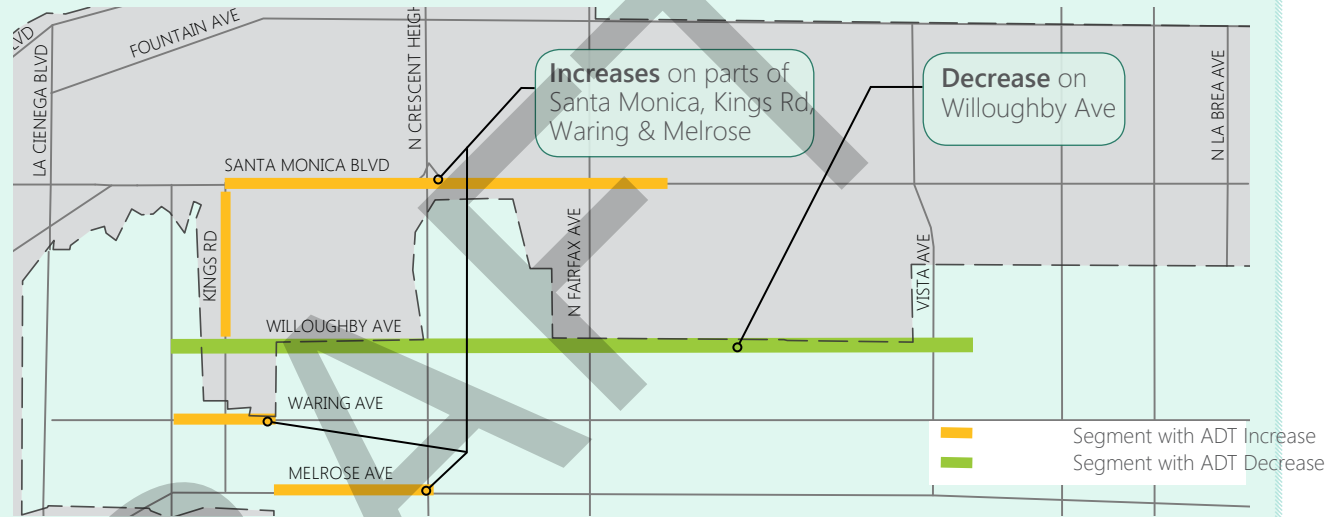 VD
FOUNTAIN AVE
LA CIENEGA BLVD
N CRESCENT HEIGH
Increases on parts of
Santa Monica, Kings Rd,
Waring & Melrose
Decrease on
Willoughby Ave
N LA BREA AVE
SANTA MONICA BLVD
KINGS RD
N FAIRFAX AVE
VISTA AVE
WILLOUGHBY AVE
WARING AVE
MELROSE AVE
Segment with ADT Increase
Segment with ADT Decrease